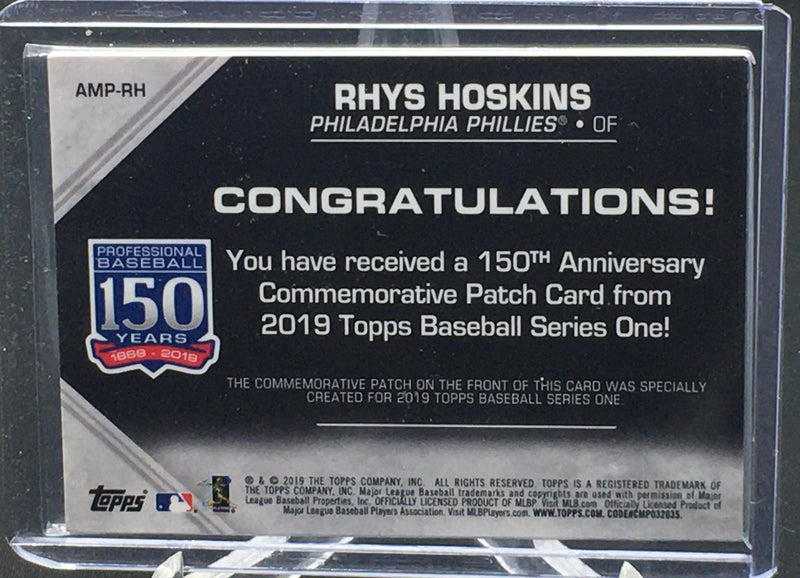 AMP-RH
RHYS HOSKINS
PHILADELPHIA PHILLIES® • OF
CONGRATULATIONS!
PROFESSIONAL
BASEBALL
150
YEARS
1869 - 2019
You have received a 150TH Anniversary
Commemorative Patch Card from
2019 Topps Baseball Series One!
THE COMMEMORATIVE PATCH ON THE FRONT OF THIS CARD WAS SPECIALLY
CREATED FOR 2019 TOPPS BASEBALL SERIES ONE.
topps
® & © 2019 THE TOPPS COMPANY, INC. ALL RIGHTS RESERVED. TOPPS IS A REGISTERED TRADEMARK OF
THE TOPPS COMPANY, INC. Major League Baseball trademarks and copyrights are used with permission of Major
League Baseball Properties, Inc. OFFICIALLY LICENSED PRODUCT OF MLBP Visit MLB.com Officially Licensed Product of
Major League Baseball Players Association. Visit MLBPlayers.com. WWW.TOPPS.COM. CODE#CMP032035.